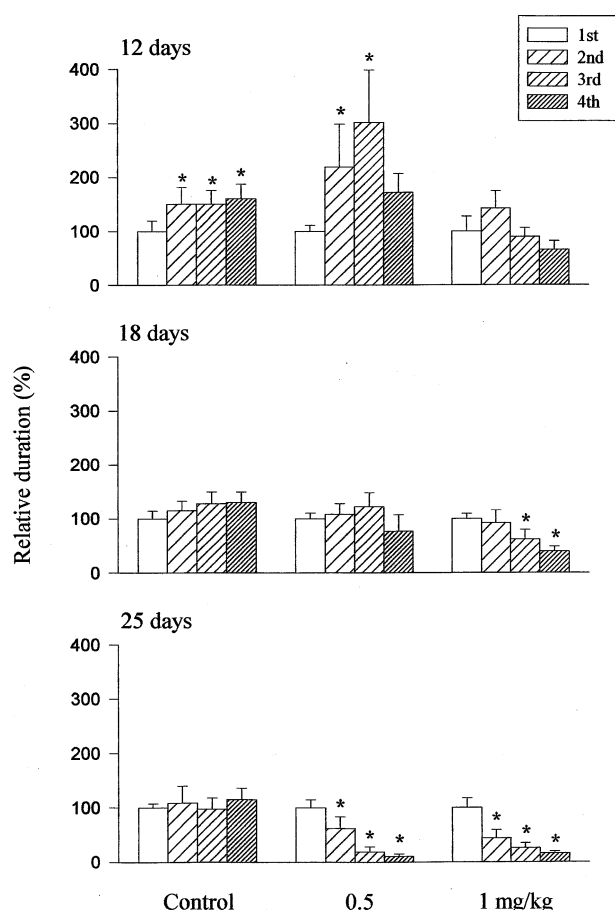 1st
2nd
3rd
4th
12 days
* * *
* *
400
300
200
100
0
18 days
* *
400
300
200
100
0
Relative duration (%)
25 days
* * *
* * *
400
300
200
100
0
Control 0.5 1 mg/kg